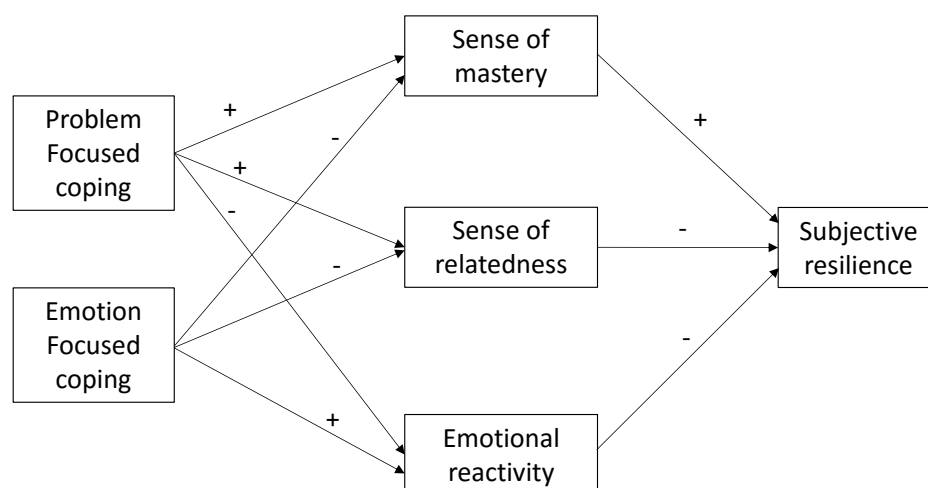 Sense of
mastery
+
+
Problem
Focused
coping
-
+
-
Sense of
relatedness
-
Subjective
resilience
-
Emotion
Focused
coping
-
+
Emotional
reactivity